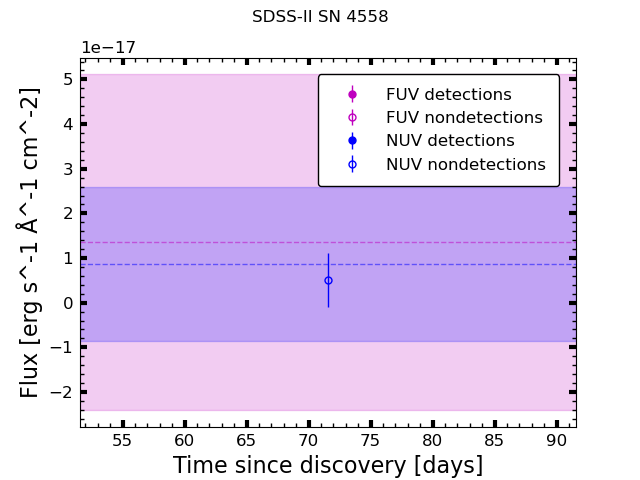 SDSS-II SN 4558
1e−17
5
4
3
2
1
0
−1
−2
Flux [erg s^-1 Å^-1 cm^-2]
FUV detections
FUV nondetections
NUV detections
NUV nondetections
55 60 65 70 75 80 85 90
Time since discovery [days]